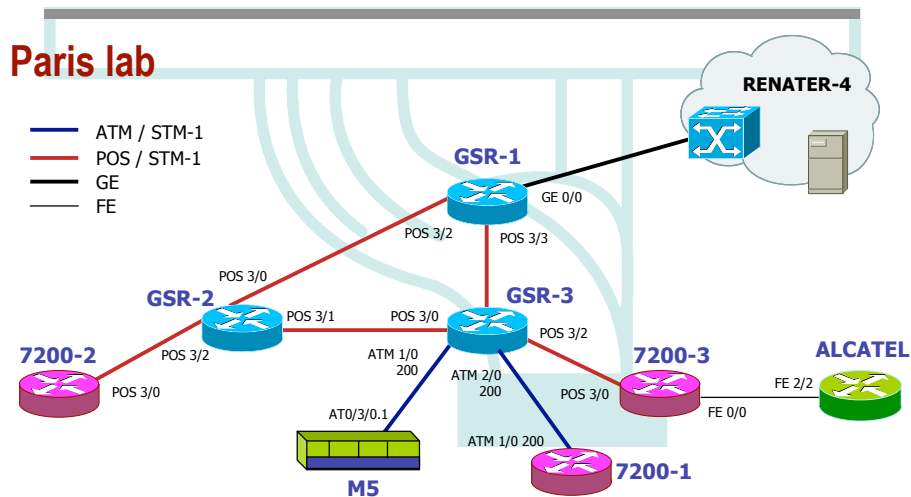 Paris lab
RENATER-4
ATM / STM-1
POS / STM-1
GE
FE
GSR-1
GE 0/0
POS 3/2
POS 3/3
POS 3/0
GSR-2
GSR-3
POS 3/1
POS 3/0
POS 3/2
POS 3/2
7200-2
7200-3
ALCATEL
ATM 1/0
200
ATM 2/0
200
POS 3/0
POS 3/0
FE 2/2
FE 0/0
AT0/3/0.1
ATM 1/0 200
M5
7200-1